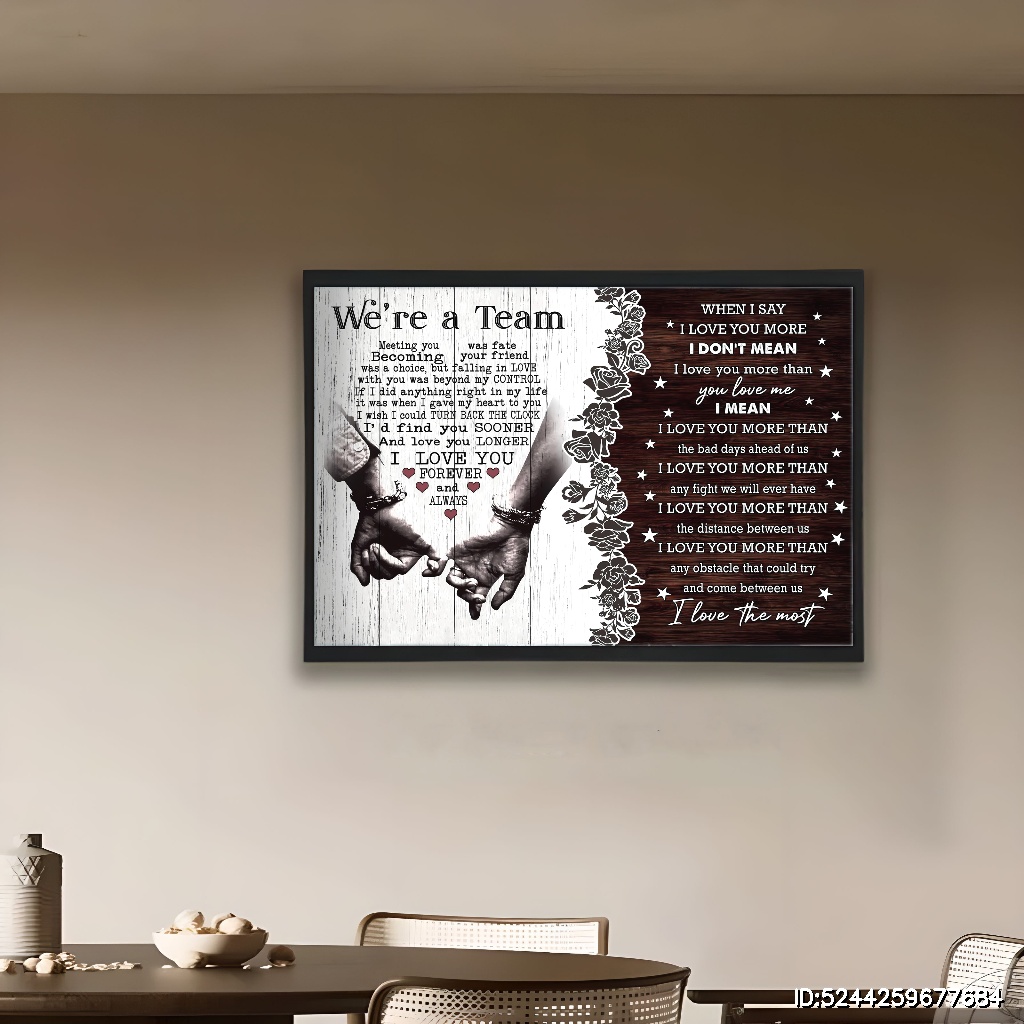 We're a Team
Meeting you was fate
Becoming your friend
was a choice, but falling in LOVE
with you was beyond my CONTROL
If I did anything right in my life
it was when I gave my heart to you
I wish I could TURN BACK THE CLOCK
I'd find you SOONER
And love you LONGER
I LOVE YOU
FOREVER
and
ALWAYS
WHEN I SAY
I LOVE YOU MORE
I DON'T MEAN
I love you more than
you love me
I MEAN
I LOVE YOU MORE THAN
the bad days ahead of us
I LOVE YOU MORE THAN
any fight we will ever have
I LOVE YOU MORE THAN
the distance between us
I LOVE YOU MORE THAN
any obstacle that could try
and come between us
I love the most
ID:5244259677684